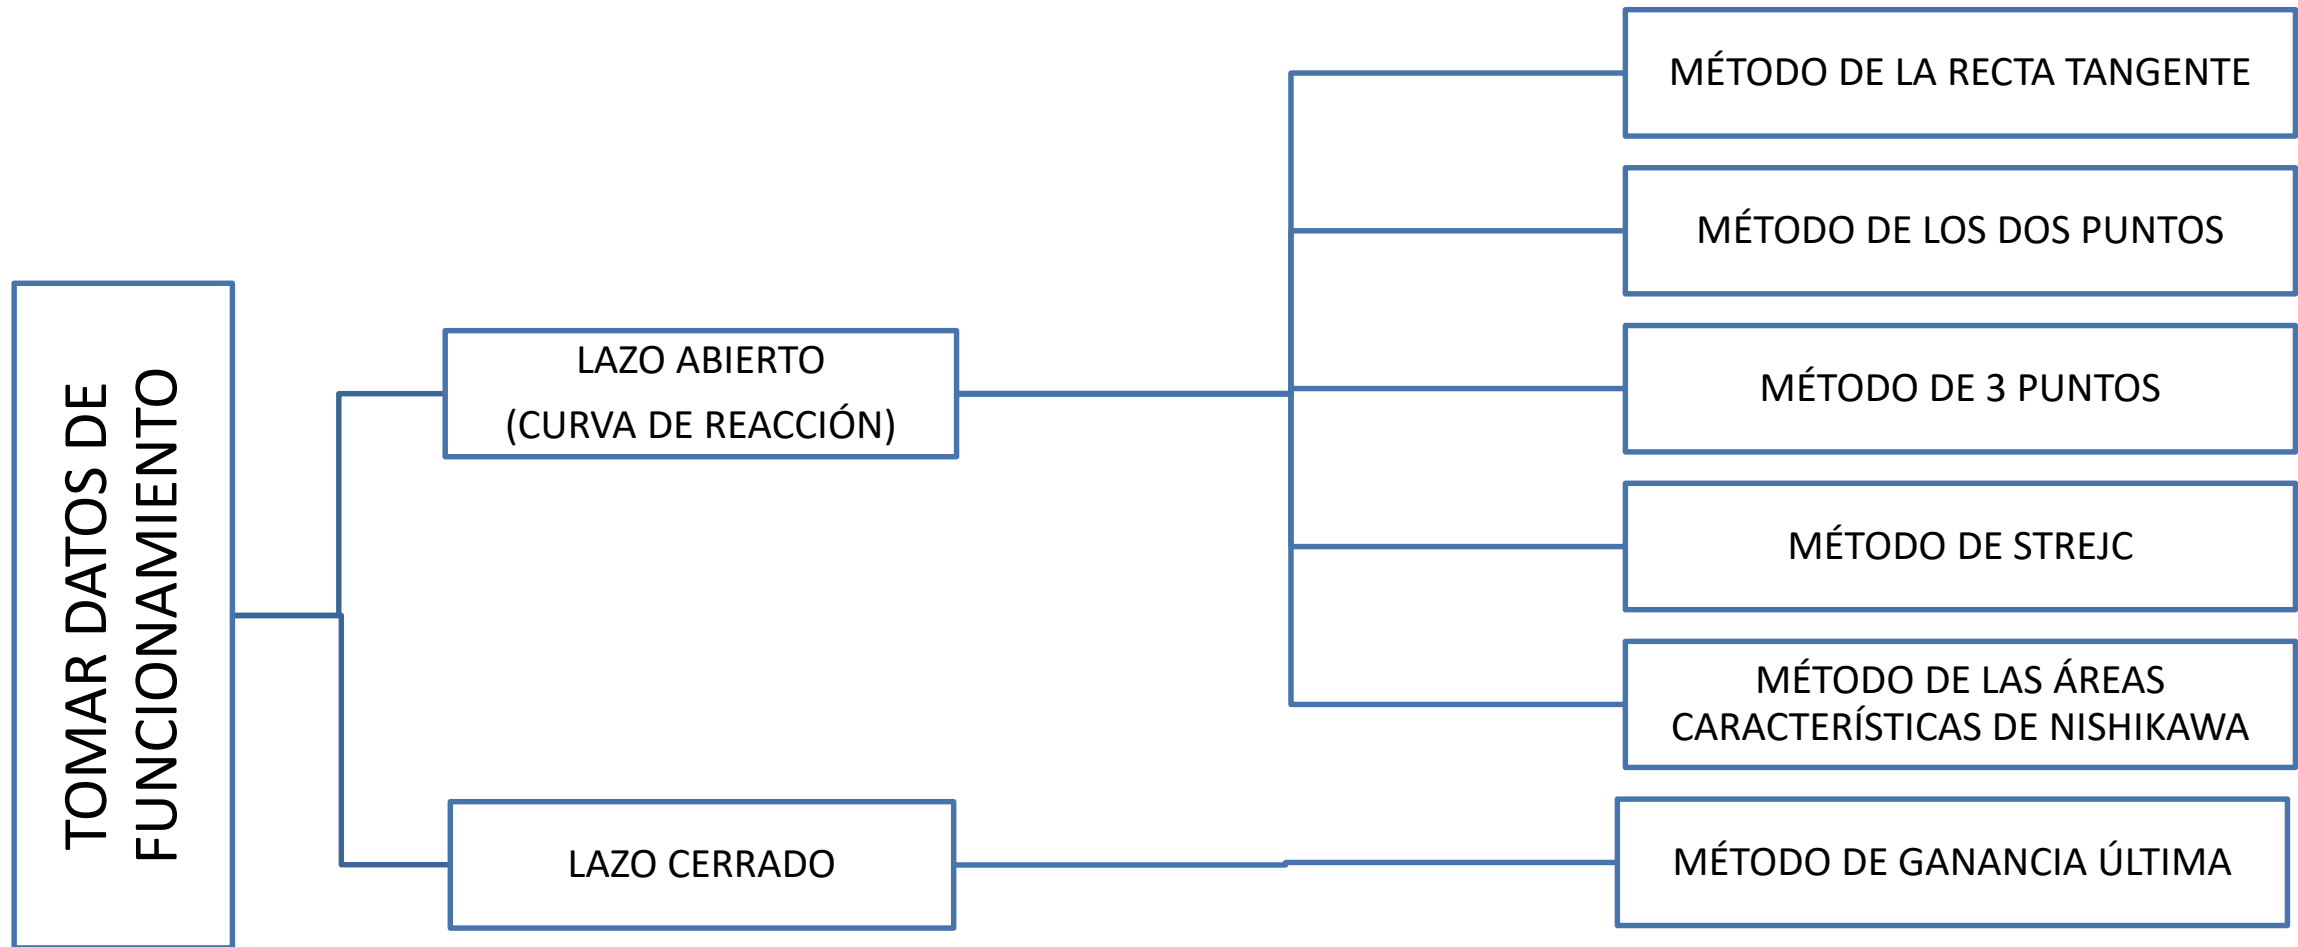 TOMAR DATOS DE
FUNCIONAMIENTO
LAZO ABIERTO
(CURVA DE REACCIÓN)
MÉTODO DE LA RECTA TANGENTE
MÉTODO DE LOS DOS PUNTOS
MÉTODO DE 3 PUNTOS
MÉTODO DE STREJC
MÉTODO DE LAS ÁREAS
CARACTERÍSTICAS DE NISHIKAWA
LAZO CERRADO
MÉTODO DE GANANCIA ÚLTIMA